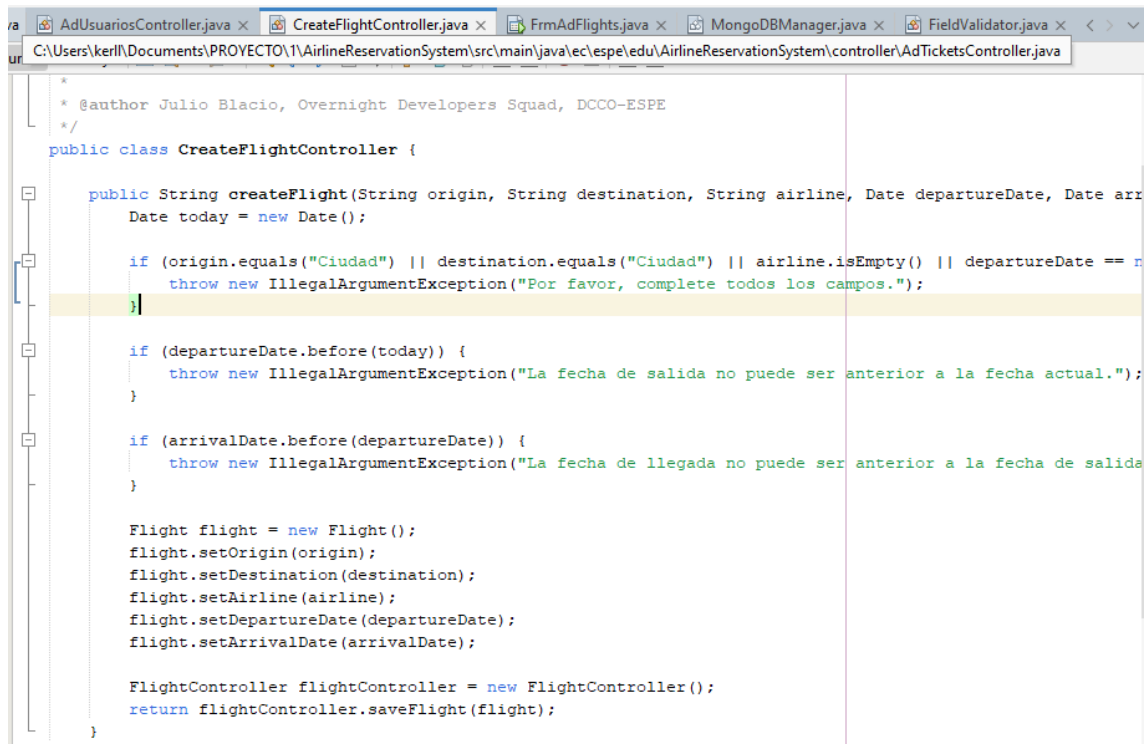 va AdUsuariosController.java × CreateFlightController.java × FrmAdFlights.java × MongoDBManager.java × FieldValidator.java ×
C:\Users\kerll\Documents\PROYECTO\1\AirlineReservationSystem\src\main\java\ec\espe\edu\AirlineReservationSystem\controller\AdTicketsController.java
*
* @author Julio Blacio, Overnight Developers Squad, DCCO-ESPE
*/
public class CreateFlightController {
public String createFlight(String origin, String destination, String airline, Date departureDate, Date arr
Date today = new Date();
if (origin.equals("Ciudad") || destination.equals("Ciudad") || airline.isEmpty() || departureDate == n
throw new IllegalArgumentException("Por favor, complete todos los campos.");
}
if (departureDate.before(today)) {
throw new IllegalArgumentException("La fecha de salida no puede ser anterior a la fecha actual.");
}
if (arrivalDate.before(departureDate)) {
throw new IllegalArgumentException("La fecha de llegada no puede ser anterior a la fecha de salida
}
Flight flight = new Flight();
flight.setOrigin(origin);
flight.setDestination(destination);
flight.setAirline(airline);
flight.setDepartureDate(departureDate);
flight.setArrivalDate(arrivalDate);
FlightController flightController = new FlightController();
return flightController.saveFlight(flight);
}